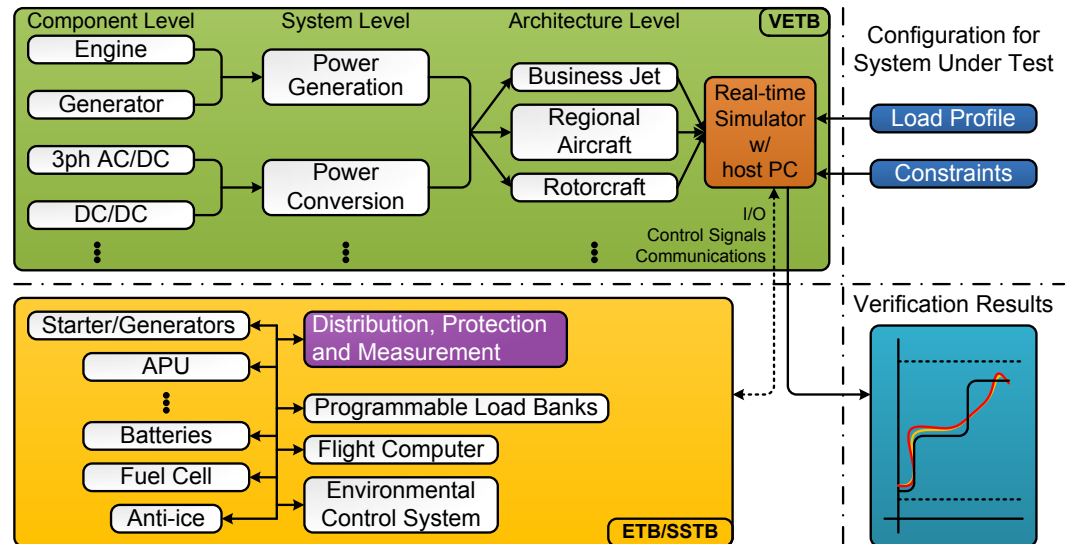 Component Level
System Level
Architecture Level
VETB
Engine
Generator
3ph AC/DC
DC/DC
Power
Generation
Power
Conversion
Business Jet
Regional
Aircraft
Rotorcraft
Real-time
Simulator
w/
host PC
I/O
Control Signals
Communications
Configuration for
System Under Test
Load Profile
Constraints
Starter/Generators
APU
Batteries
Fuel Cell
Anti-ice
Distribution, Protection
and Measurement
Programmable Load Banks
Flight Computer
Environmental
Control System
ETB/SSTB
Verification Results